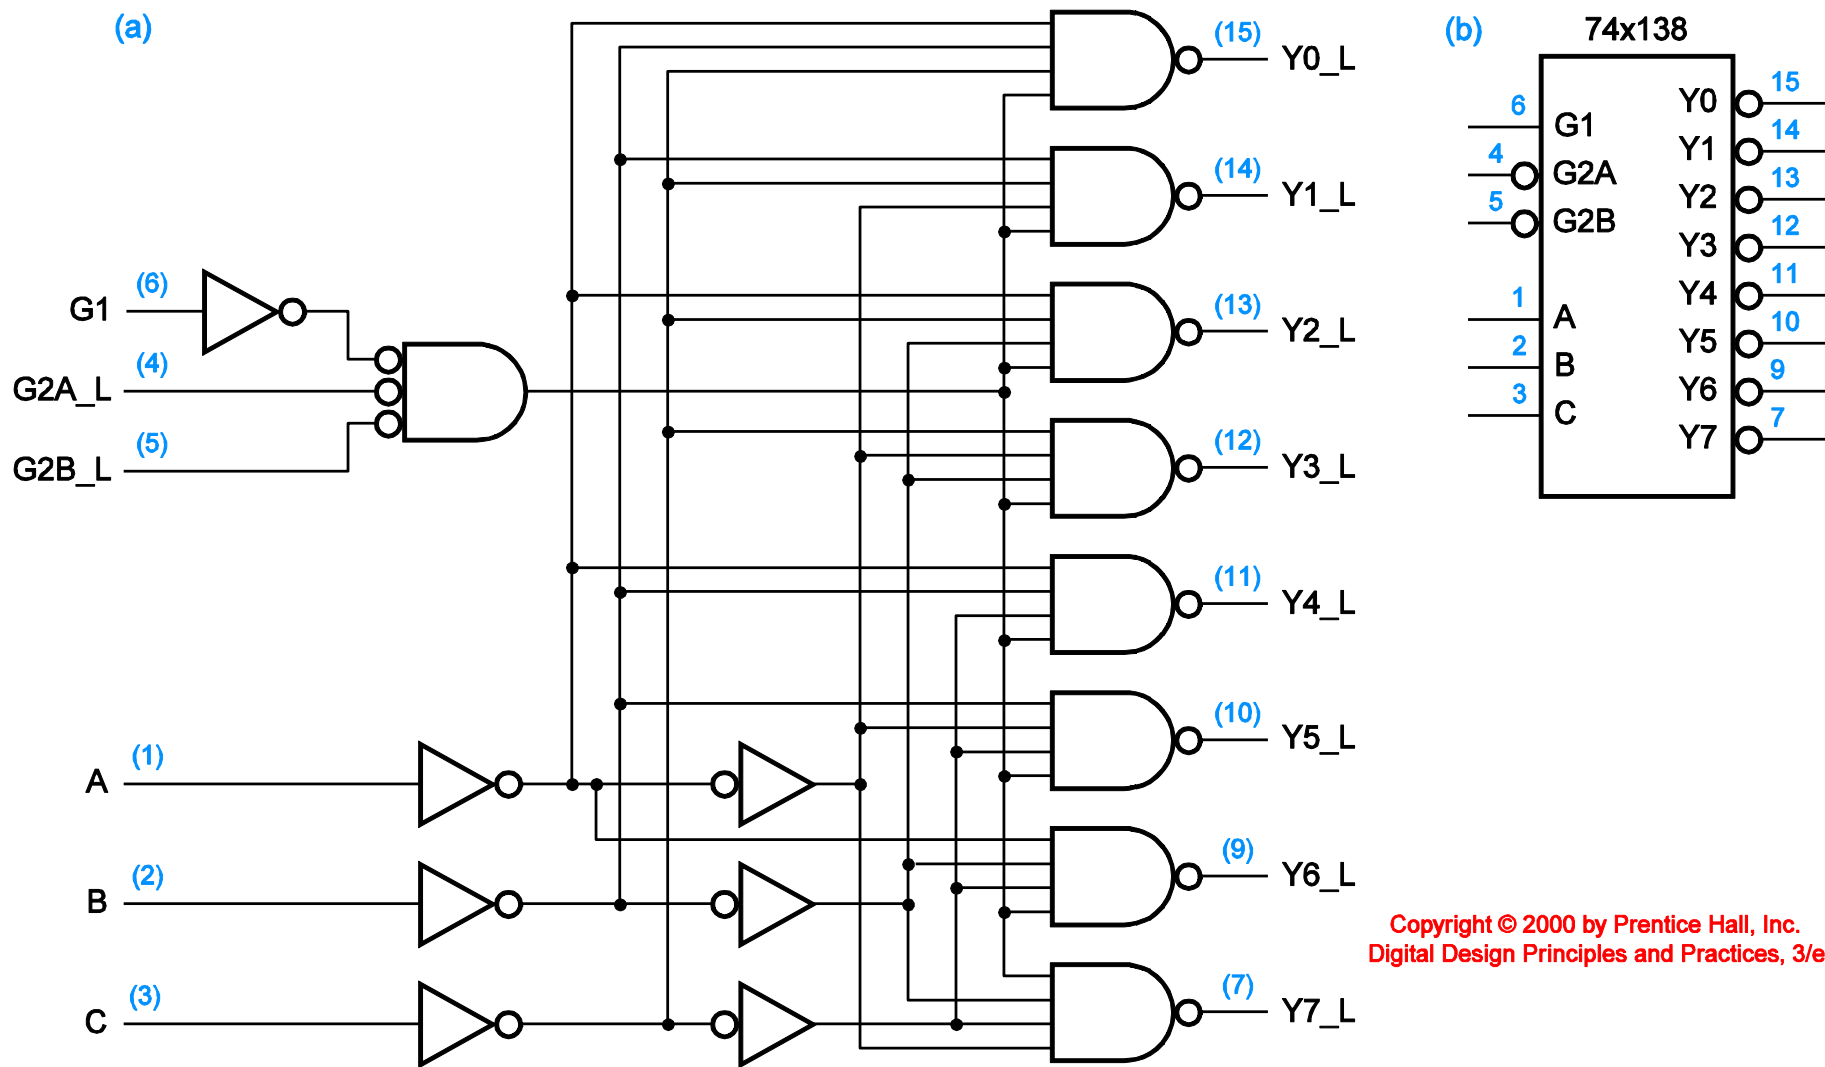 (a)
(15)
Y0_L
(14)
Y1_L
(6)
G1
(13)
Y2_L
(4)
G2A_L
(5)
G2B_L
(12)
Y3_L
(11)
Y4_L
(10)
Y5_L
(1)
A
(9)
Y6_L
(2)
B
(7)
Y7_L
(3)
C
(b)
74x138
6
G1
4
G2A
5
G2B
1
A
2
B
3
C
Y0
15
Y1
14
Y2
13
Y3
12
Y4
11
Y5
10
Y6
9
Y7
7
Copyright © 2000 by Prentice Hall, Inc.
Digital Design Principles and Practices, 3/e